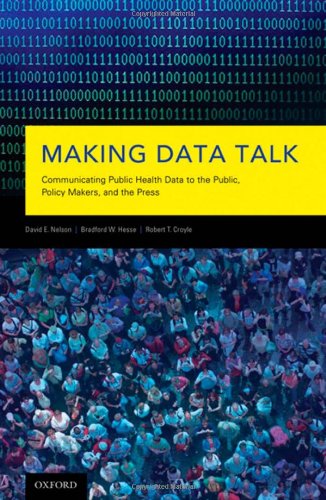 MAKING DATA TALK
Communicating Public Health Data to the Public,
Policy Makers, and the Press
David E. Nelson | Bradford W. Hesse | Robert T. Croyle
OXFORD